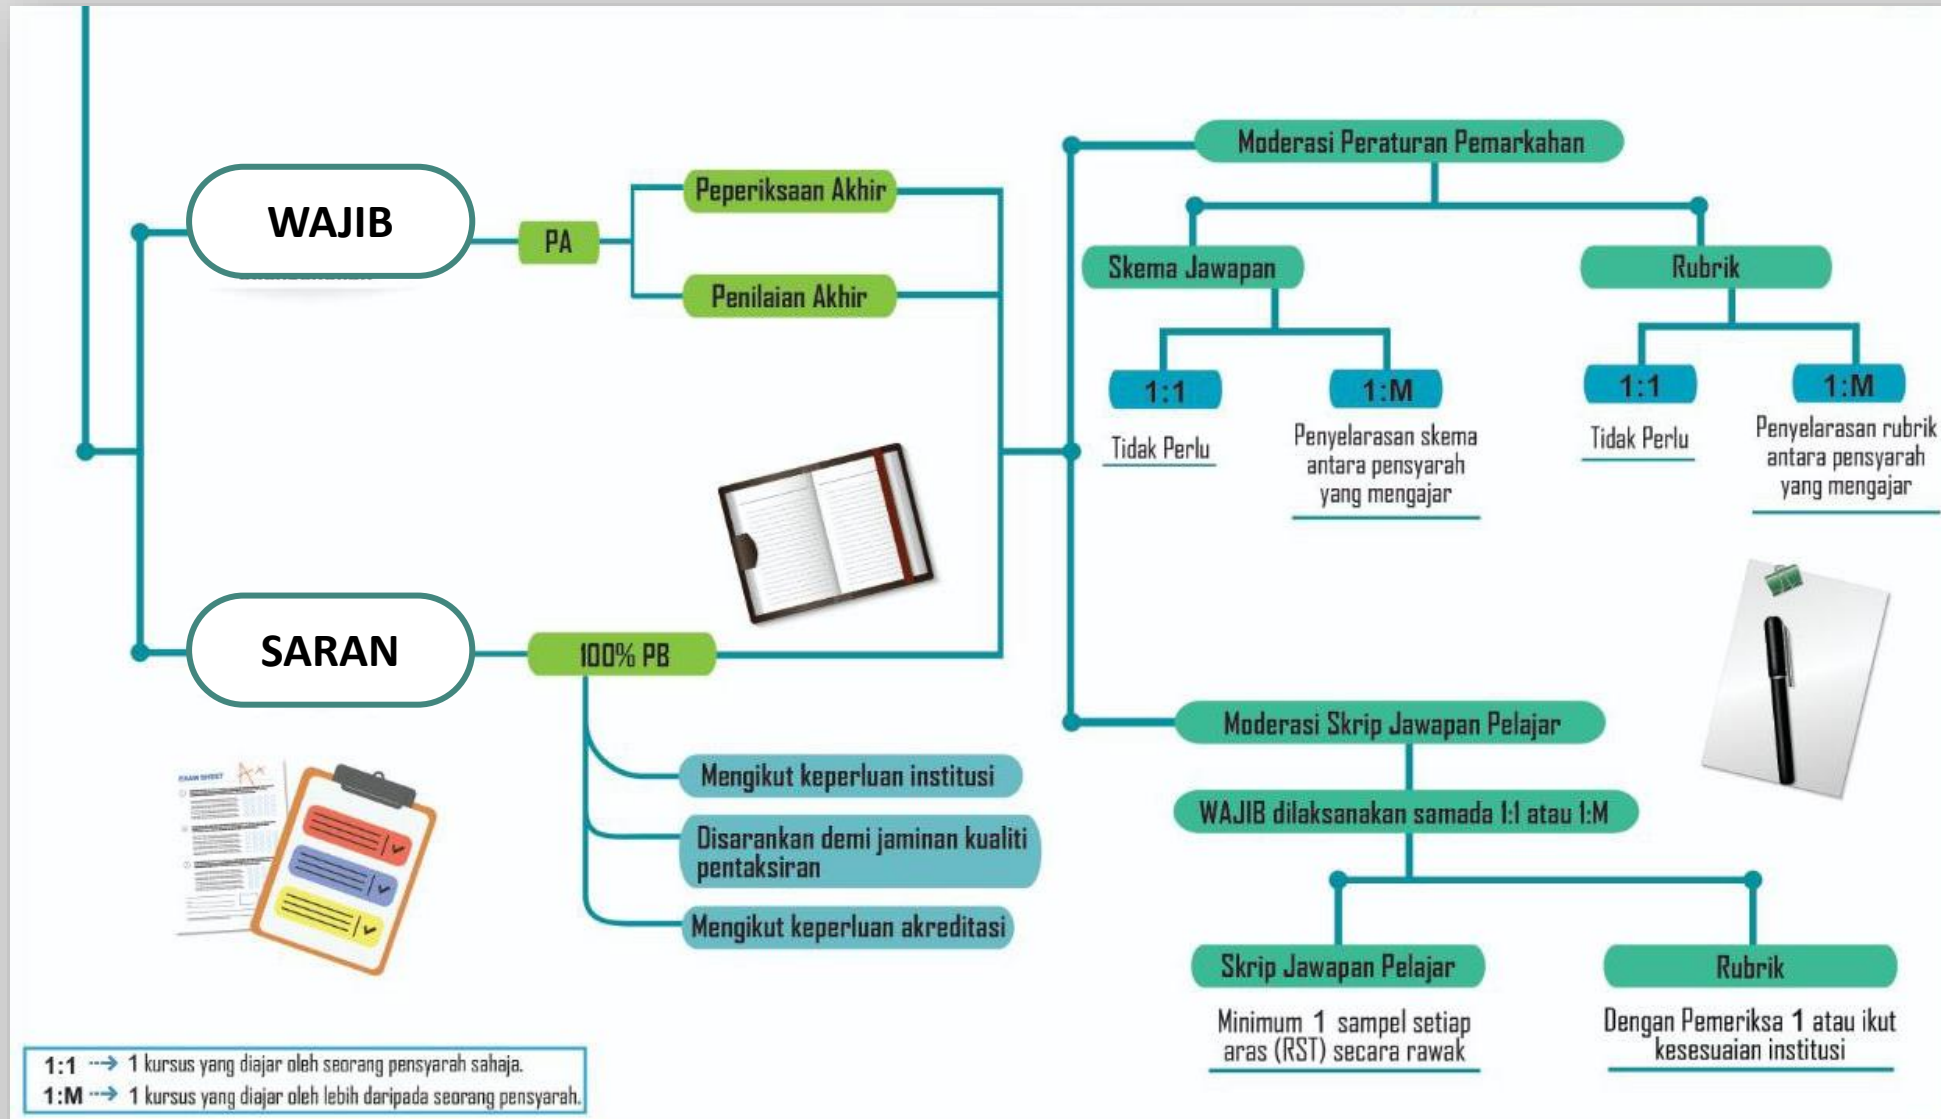 WAJIB
PA
Peperiksaan Akhir
Penilaian Akhir
SARAN
100% PB
Mengikut keperluan institusi
Disarankan demi jaminan kualiti
pentaksiran
Mengikut keperluan akreditasi
Moderasi Peraturan Pemarkahan
Skema Jawapan
1:1
Tidak Perlu
1:M
Penyelarasan skema
antara pensyarah
yang mengajar
Rubrik
1:1
Tidak Perlu
1:M
Penyelarasan rubrik
antara pensyarah
yang mengajar
Moderasi Skrip Jawapan Pelajar
WAJIB dilaksanakan samada 1:1 atau 1:M
Skrip Jawapan Pelajar
Minimum 1 sampel setiap
aras (RST) secara rawak
Rubrik
Dengan Pemeriksa 1 atau ikut
kesesuaian institusi
EXAM SHEET
A+
1:1 → 1 kursus yang diajar oleh seorang pensyarah sahaja.
1:M → 1 kursus yang diajar oleh lebih daripada seorang pensyarah.